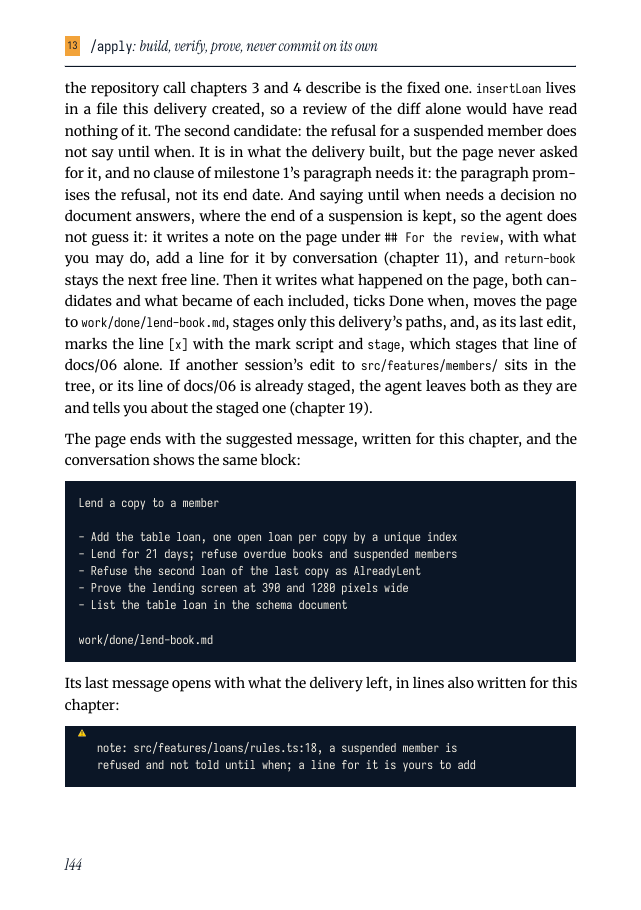 13 /apply: build, verify, prove, never commit on its own
the repository call chapters 3 and 4 describe is the fixed one. insertLoan lives
in a file this delivery created, so a review of the diff alone would have read
nothing of it. The second candidate: the refusal for a suspended member does
not say until when. It is in what the delivery built, but the page never asked
for it, and no clause of milestone 1’s paragraph needs it: the paragraph prom-
ises the refusal, not its end date. And saying until when needs a decision no
document answers, where the end of a suspension is kept, so the agent does
not guess it: it writes a note on the page under ## For the review, with what
you may do, add a line for it by conversation (chapter 11), and return-book
stays the next free line. Then it writes what happened on the page, both can-
didates and what became of each included, ticks Done when, moves the page
to work/done/lend-book.md, stages only this delivery’s paths, and, as its last edit,
marks the line [x] with the mark script and stage, which stages that line of
docs/06 alone. If another session’s edit to src/features/members/ sits in the
tree, or its line of docs/06 is already staged, the agent leaves both as they are
and tells you about the staged one (chapter 19).
The page ends with the suggested message, written for this chapter, and the
conversation shows the same block:
Lend a copy to a member
- Add the table loan, one open loan per copy by a unique index
- Lend for 21 days; refuse overdue books and suspended members
- Refuse the second loan of the last copy as AlreadyLent
- Prove the lending screen at 390 and 1280 pixels wide
- List the table loan in the schema document
work/done/lend-book.md
Its last message opens with what the delivery left, in lines also written for this
chapter:
note: src/features/loans/rules.ts:18, a suspended member is
refused and not told until when; a line for it is yours to add
144